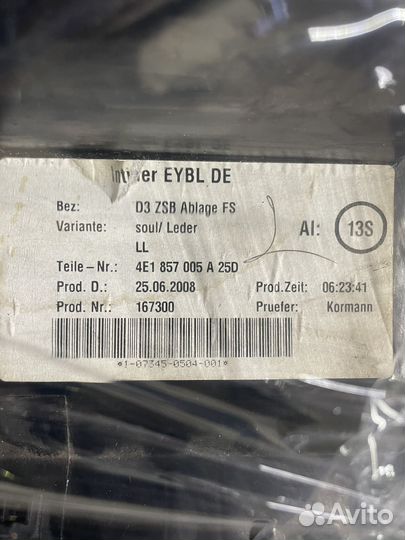 EYBL DE
Bez: D3 ZSB Ablage FS
Variante: soul/ Leder AI: 13S
LL
Teile-Nr.: 4E1 857 005 A 25D
Prod. D.: 25.06.2008 Prod.Zeit: 06:23:41
Prod. Nr.: 167300 Pruefer: Kormann
*1-07345-0504-001*
Avito